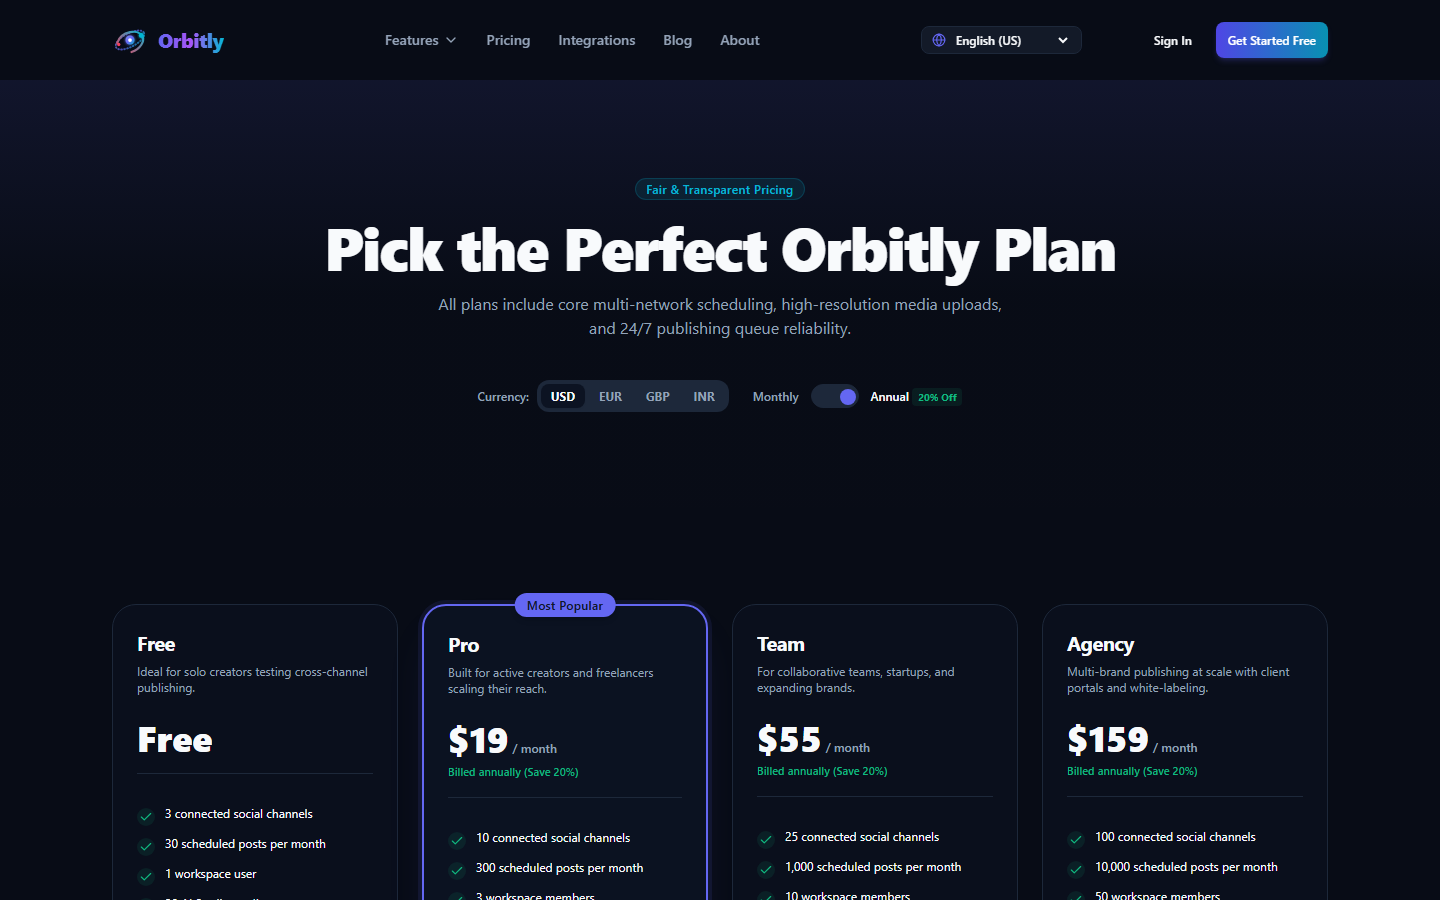 Orbitly
Features
Pricing
Integrations
Blog
About
English (US)
Sign In
Get Started Free
Fair & Transparent Pricing
Pick the Perfect Orbitly Plan
All plans include core multi-network scheduling, high-resolution media uploads,
and 24/7 publishing queue reliability.
Currency:
USD
EUR
GBP
INR
Monthly
Annual
20% Off
Free
Ideal for solo creators testing cross-channel
publishing.
Free
3 connected social channels
30 scheduled posts per month
1 workspace user
Most Popular
Pro
Built for active creators and freelancers
scaling their reach.
$19 / month
Billed annually (Save 20%)
10 connected social channels
300 scheduled posts per month
3 workspace members
Team
For collaborative teams, startups, and
expanding brands.
$55 / month
Billed annually (Save 20%)
25 connected social channels
1,000 scheduled posts per month
10 workspace members
Agency
Multi-brand publishing at scale with client
portals and white-labeling.
$159 / month
Billed annually (Save 20%)
100 connected social channels
10,000 scheduled posts per month
50 workspace members